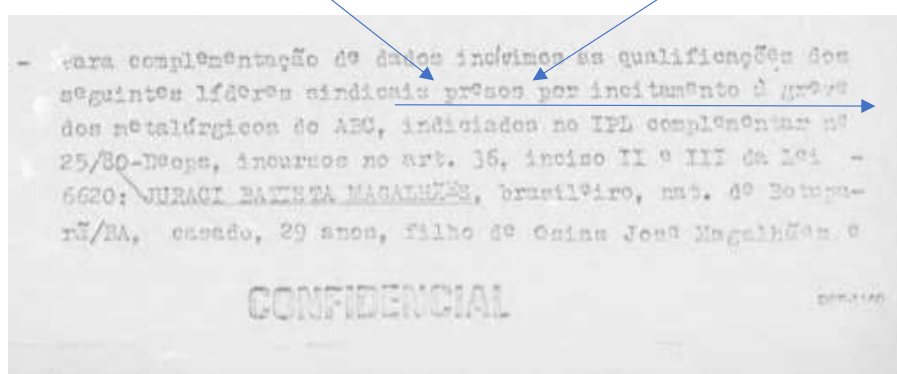 - Para complementação de dados incluimos as qualificações dos
seguintes líderes sindicais presos por incitamento à greve
dos metalúrgicos do ABC, indiciados no IPL complementar nº
25/80-Deops, incursos no art. 36, inciso II e III da Lei -
6620: JURACI BATISTA MAGALHÃES, brasileiro, nat. de Botupo-
rã/BA, casado, 29 anos, filho de Osias José Magalhães e
CONFIDENCIAL